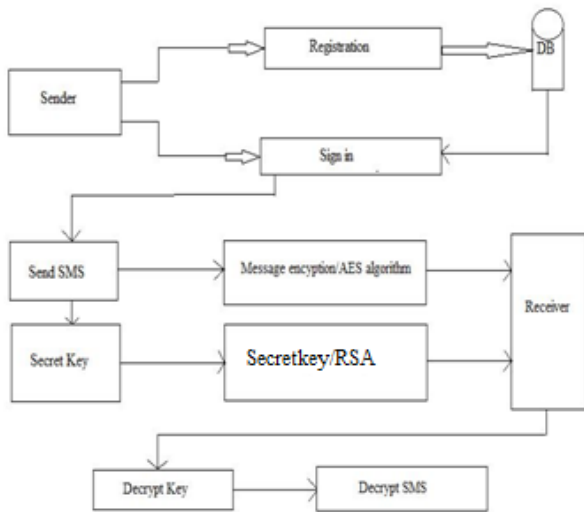 Registration
DB
Sender
Sign in
Send SMS
Message encyption/AES algorithm
Receiver
Secret Key
Secretkey/RSA
Decrypt Key
Decrypt SMS